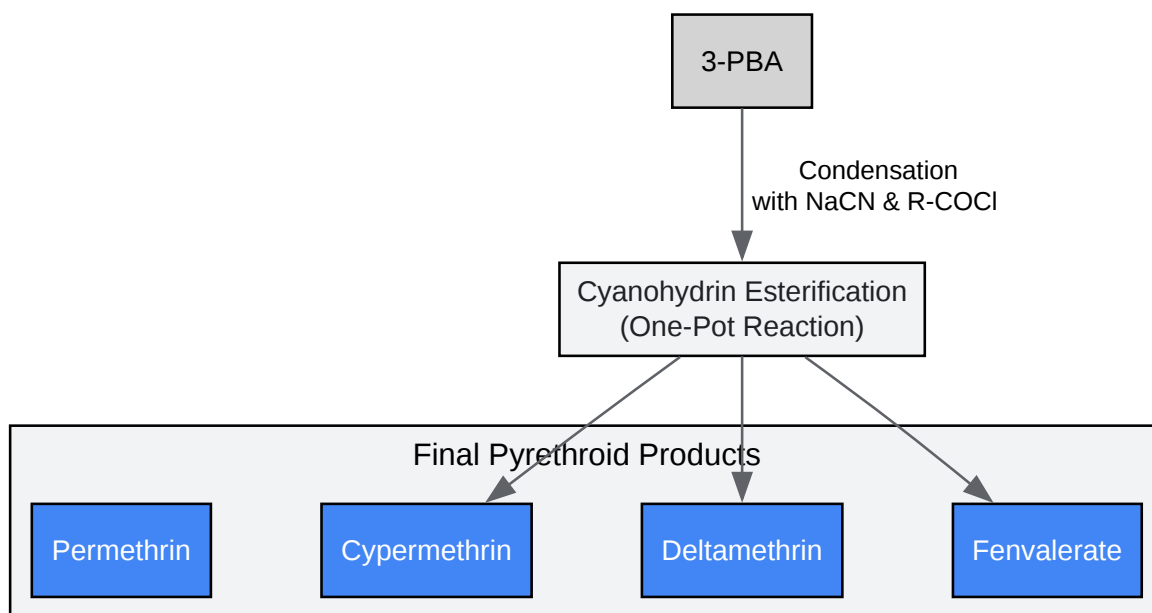 3-PBA
Condensation
with NaCN & R-COCl
Cyanohydrin Esterification
(One-Pot Reaction)
Final Pyrethroid Products
Permethrin
Cypermethrin
Deltamethrin
Fenvalerate